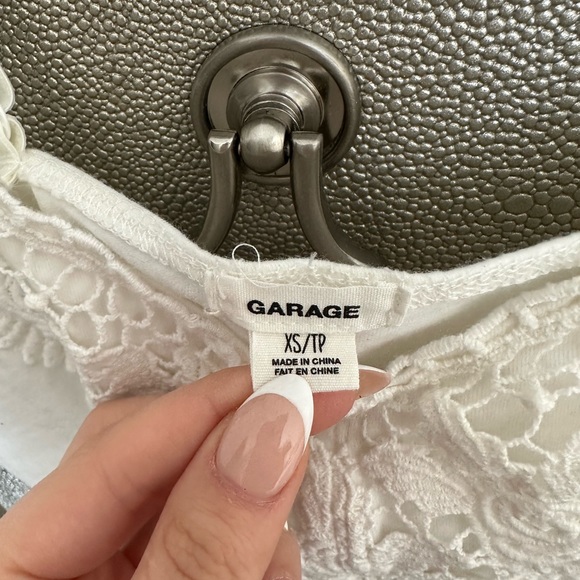 GARAGE
XS/TP
MADE IN CHINA
FAIT EN CHINE